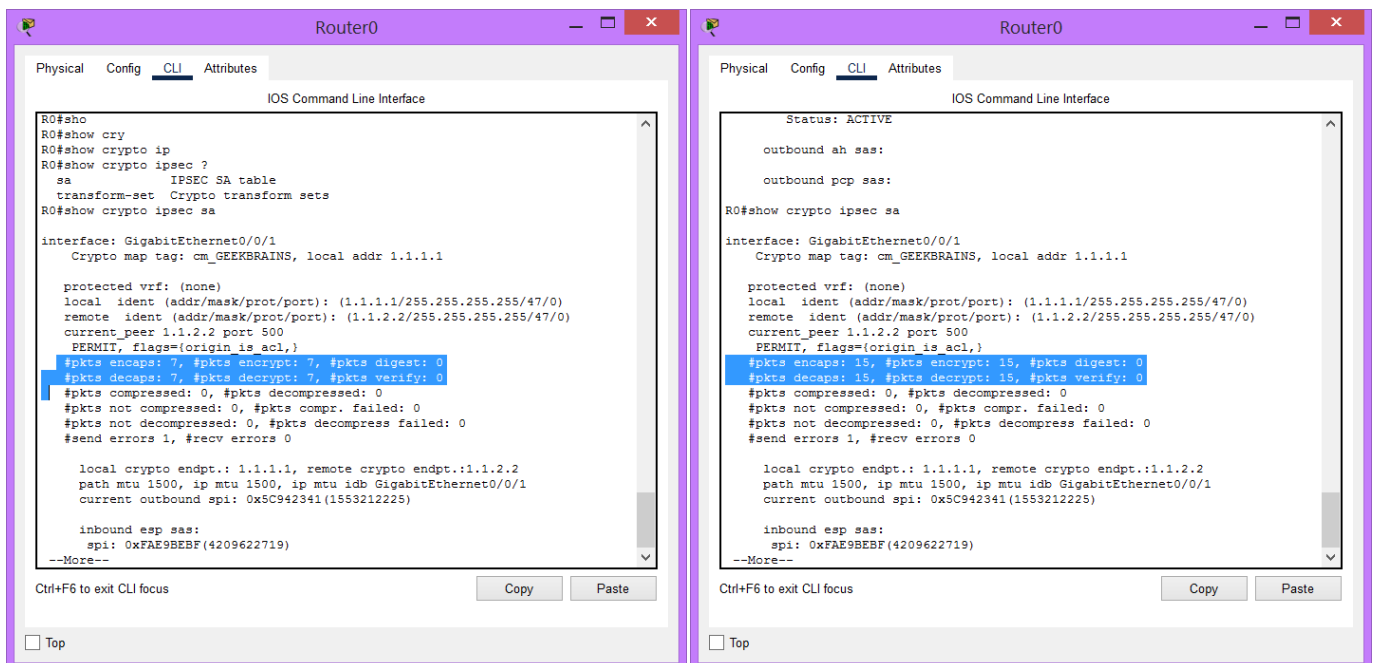 Router0
Physical Config CLI Attributes
IOS Command Line Interface
R0#sho
R0#show cry
R0#show crypto ip
R0#show crypto ipsec ?
sa IPSEC SA table
transform-set Crypto transform sets
R0#show crypto ipsec sa
interface: GigabitEthernet0/0/1
Crypto map tag: cm_GEEKBRAINS, local addr 1.1.1.1
protected vrf: (none)
local ident (addr/mask/prot/port): (1.1.1.1/255.255.255.255/47/0)
remote ident (addr/mask/prot/port): (1.1.2.2/255.255.255.255/47/0)
current_peer 1.1.2.2 port 500
PERMIT, flags={origin_is_acl,}
#pkts encaps: 7, #pkts encrypt: 7, #pkts digest: 0
#pkts decaps: 7, #pkts decrypt: 7, #pkts verify: 0
#pkts compressed: 0, #pkts decompressed: 0
#pkts not compressed: 0, #pkts compr. failed: 0
#pkts not decompressed: 0, #pkts decompress failed: 0
#send errors 1, #recv errors 0
local crypto endpt.: 1.1.1.1, remote crypto endpt.:1.1.2.2
path mtu 1500, ip mtu 1500, ip mtu idb GigabitEthernet0/0/1
current outbound spi: 0x5C942341(1553212225)
inbound esp sas:
spi: 0xFAE9BEBF(4209622719)
--More--
Ctrl+F6 to exit CLI focus
Copy Paste
Top
Router0
Physical Config CLI Attributes
IOS Command Line Interface
Status: ACTIVE
outbound ah sas:
outbound pcp sas:
R0#show crypto ipsec sa
interface: GigabitEthernet0/0/1
Crypto map tag: cm_GEEKBRAINS, local addr 1.1.1.1
protected vrf: (none)
local ident (addr/mask/prot/port): (1.1.1.1/255.255.255.255/47/0)
remote ident (addr/mask/prot/port): (1.1.2.2/255.255.255.255/47/0)
current_peer 1.1.2.2 port 500
PERMIT, flags={origin_is_acl,}
#pkts encaps: 15, #pkts encrypt: 15, #pkts digest: 0
#pkts decaps: 15, #pkts decrypt: 15, #pkts verify: 0
#pkts compressed: 0, #pkts decompressed: 0
#pkts not compressed: 0, #pkts compr. failed: 0
#pkts not decompressed: 0, #pkts decompress failed: 0
#send errors 1, #recv errors 0
local crypto endpt.: 1.1.1.1, remote crypto endpt.:1.1.2.2
path mtu 1500, ip mtu 1500, ip mtu idb GigabitEthernet0/0/1
current outbound spi: 0x5C942341(1553212225)
inbound esp sas:
spi: 0xFAE9BEBF(4209622719)
--More--
Ctrl+F6 to exit CLI focus
Copy Paste
Top